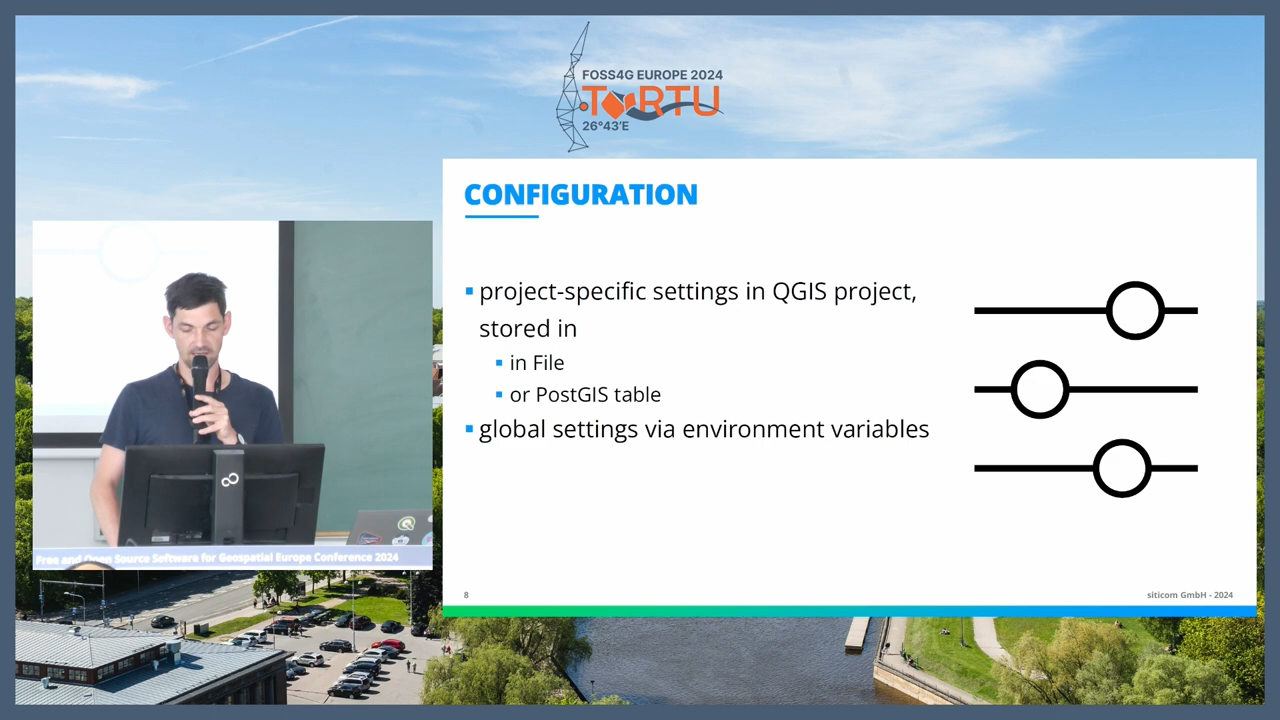 FOSS4G EUROPE 2024
TARTU
26°43'E
CONFIGURATION
project-specific settings in QGIS project,
stored in
in File
or PostGIS table
global settings via environment variables
8
siticom GmbH - 2024
Free and Open Source Software for Geospatial Europe Conference 2024